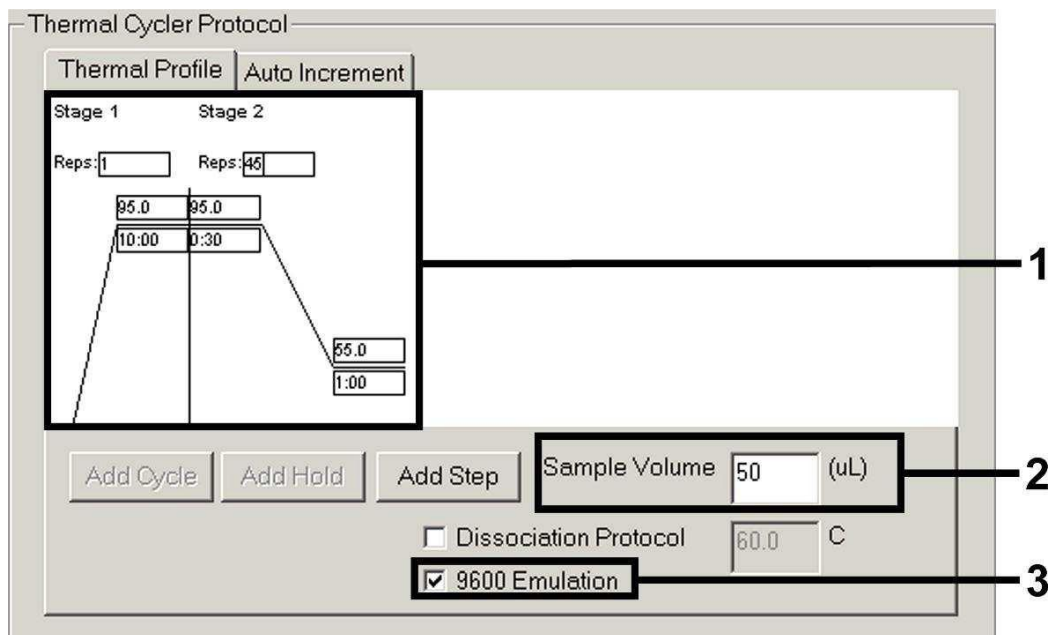 Thermal Cycler Protocol
Thermal Profile Auto Increment
Stage 1 Stage 2
Reps: 1 Reps: 45
95.0 95.0
10:00 0:30
1
55.0
1:00
Add Cycle Add Hold Add Step Sample Volume 50 (uL) 2
Dissociation Protocol 60.0 C
9600 Emulation 3